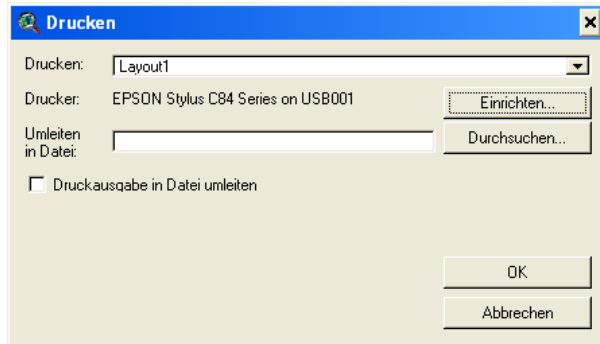 Drucken
Drucken: Layout1
Drucker: EPSON Stylus C84 Series on USB001 Einrichten...
Umleiten
in Datei: Durchsuchen...
Druckausgabe in Datei umleiten
OK
Abbrechen